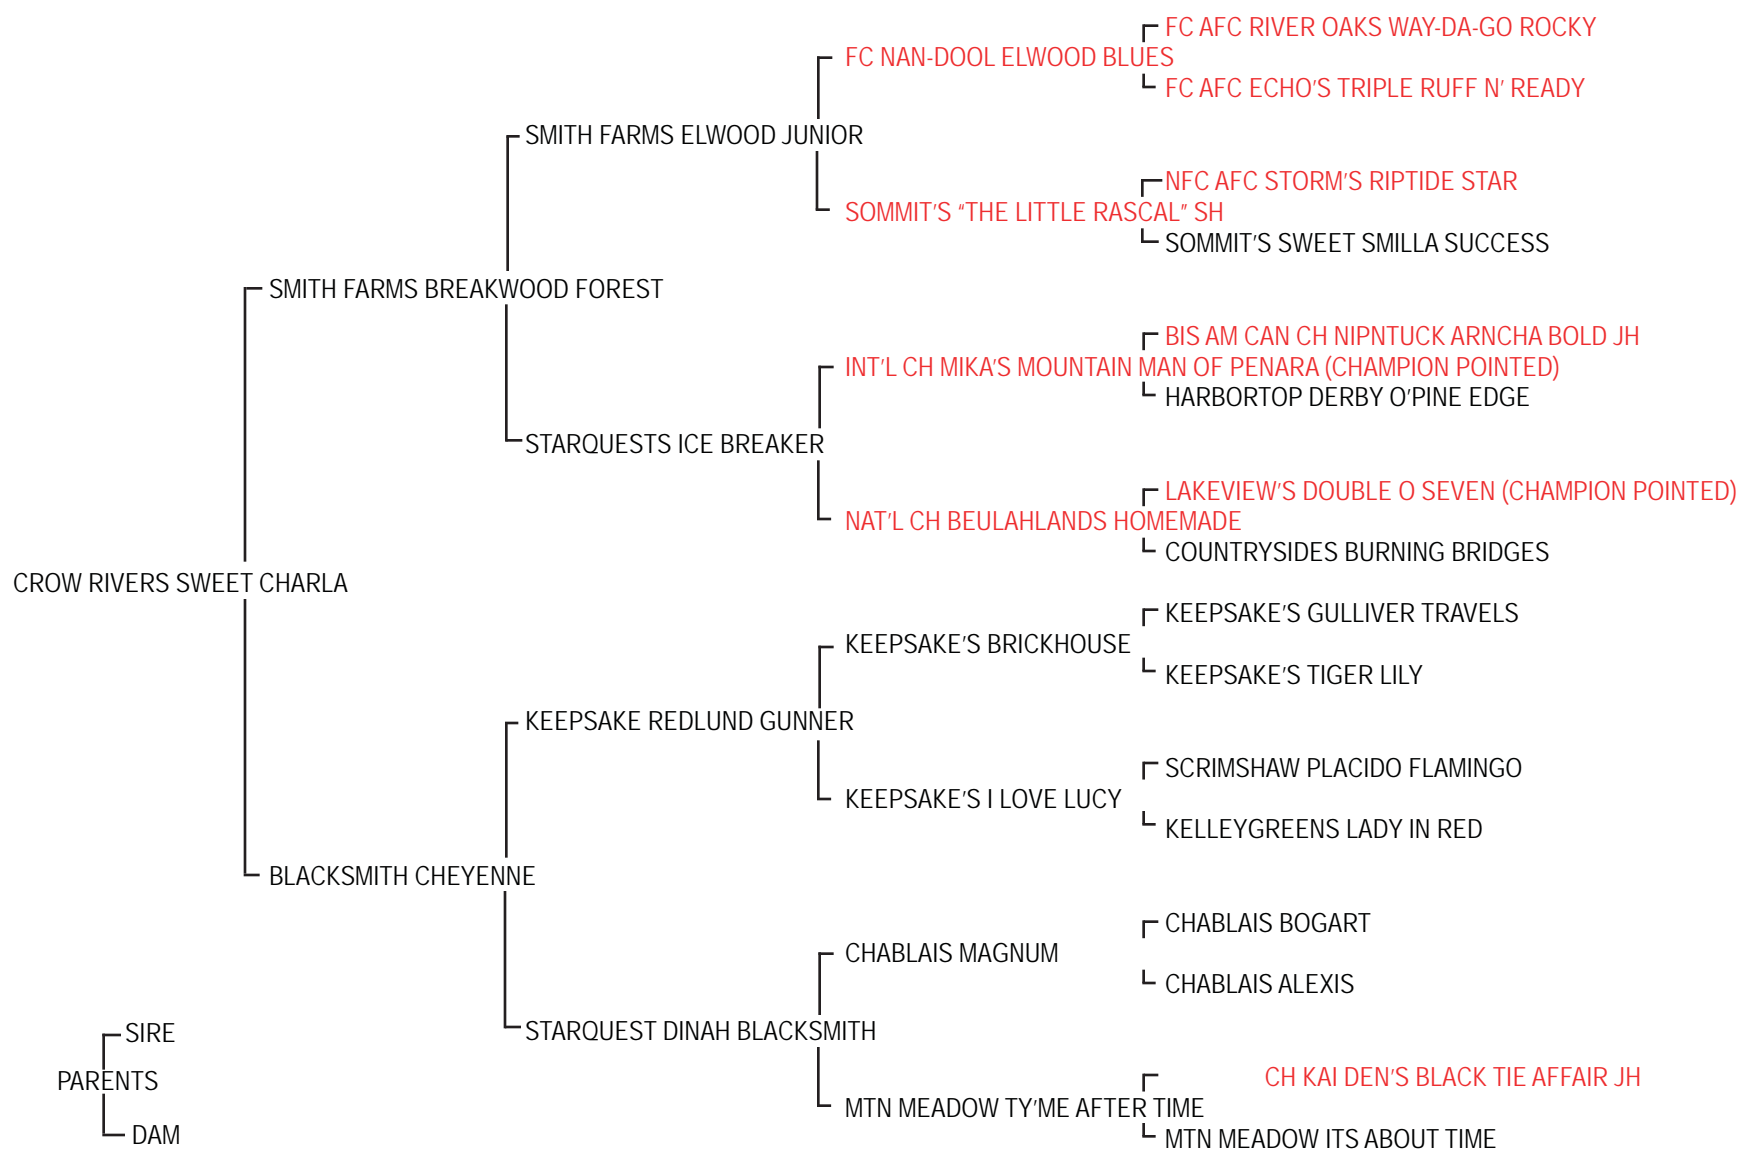 FC AFC RIVER OAKS WAY-DA-GO ROCKY
FC NAN-DOOL ELWOOD BLUES
FC AFC ECHO'S TRIPLE RUFF N' READY
SMITH FARMS ELWOOD JUNIOR
NFC AFC STORM'S RIPTIDE STAR
SOMMIT'S “THE LITTLE RASCAL” SH
SOMMIT'S SWEET SMILLA SUCCESS
SMITH FARMS BREAKWOOD FOREST
BIS AM CAN CH NIPNTUCK ARNCHA BOLD JH
INT'L CH MIKA'S MOUNTAIN MAN OF PENARA (CHAMPION POINTED)
HARBORTOP DERBY O'PINE EDGE
STARQUESTS ICE BREAKER
LAKEVIEW'S DOUBLE O SEVEN (CHAMPION POINTED)
NAT'L CH BEULAHLANDS HOMEMADE
COUNTRYSIDES BURNING BRIDGES
CROW RIVERS SWEET CHARLA
KEEPSAKE'S GULLIVER TRAVELS
KEEPSAKE'S BRICKHOUSE
KEEPSAKE'S TIGER LILY
KEEPSAKE REDLUND GUNNER
SCRIMSHAW PLACIDO FLAMINGO
KEEPSAKE'S I LOVE LUCY
KELLEYGREENS LADY IN RED
BLACKSMITH CHEYENNE
CHABLAIS BOGART
CHABLAIS MAGNUM
CHABLAIS ALEXIS
STARQUEST DINAH BLACKSMITH
CH KAI DEN'S BLACK TIE AFFAIR JH
MTN MEADOW TY'ME AFTER TIME
MTN MEADOW ITS ABOUT TIME
SIRE
PARENTS
DAM